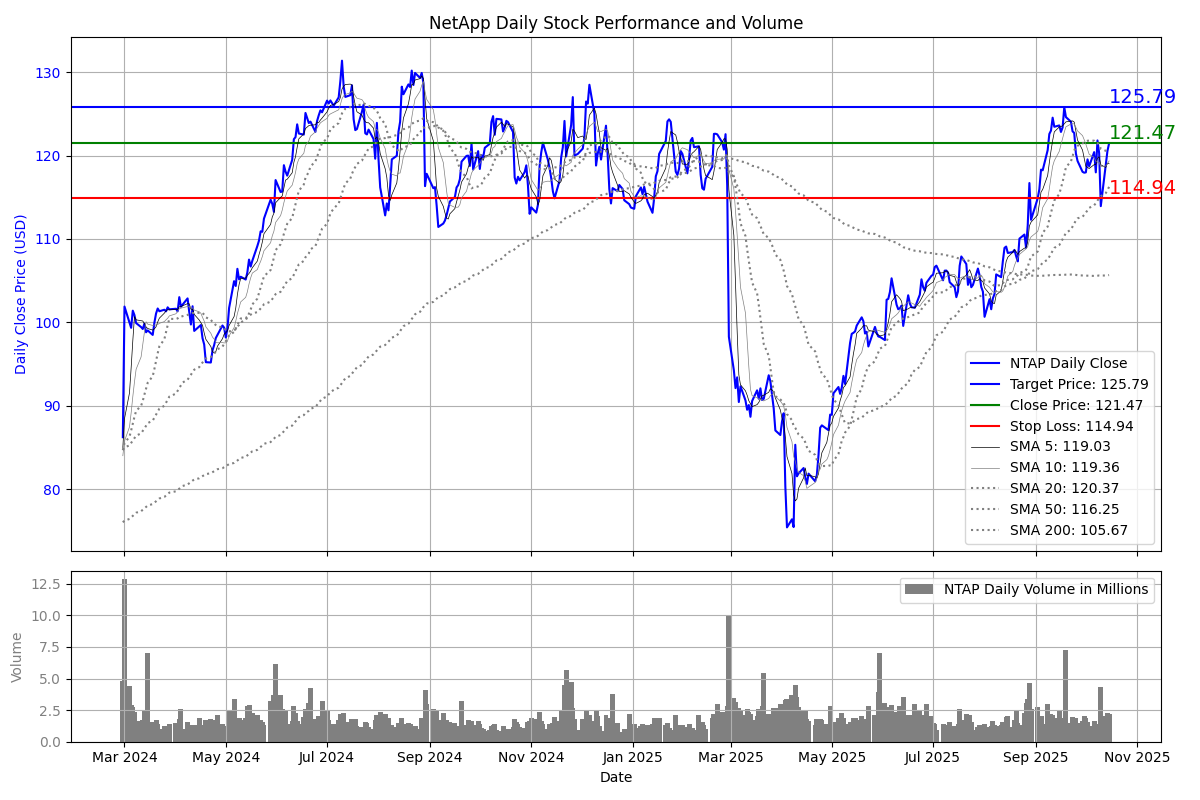 NetApp Daily Stock Performance and Volume
Daily Close Price (USD)
130
120
110
100
90
80
125.79
121.47
114.94
NTAP Daily Close
Target Price: 125.79
Close Price: 121.47
Stop Loss: 114.94
SMA 5: 119.03
SMA 10: 119.36
SMA 20: 120.37
SMA 50: 116.25
SMA 200: 105.67
Volume
12.5
10.0
7.5
5.0
2.5
0.0
NTAP Daily Volume in Millions
Mar 2024 May 2024 Jul 2024 Sep 2024 Nov 2024 Jan 2025 Mar 2025 May 2025 Jul 2025 Sep 2025 Nov 2025
Date